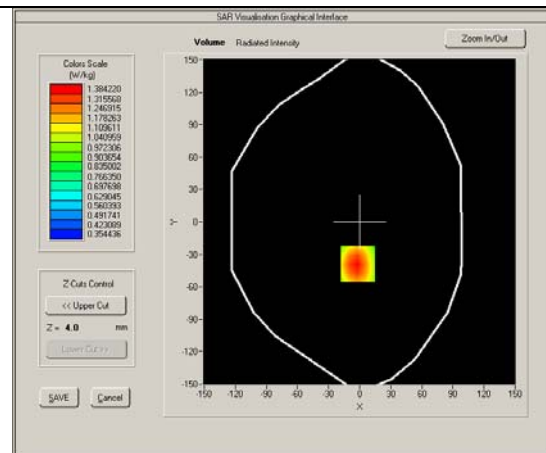 SAR Visualisation Graphical Interface
Volume Radiated Intensity
Zoom In/Out
Colors Scale
(W/kg)
1.384220
1.315568
1.246915
1.178263
1.109611
1.040959
0.972306
0.903654
0.835002
0.766350
0.697698
0.629045
0.560393
0.491741
0.423089
0.354436
Z Cuts Control
<< Upper Cut
Z = 4.0 mm
Lower Cut >>
SAVE Cancel
Y
150
120
90
60
30
0
-30
-60
-90
-120
-150
-150 -120 -90 -60 -30 0 30 60 90 120 150
X